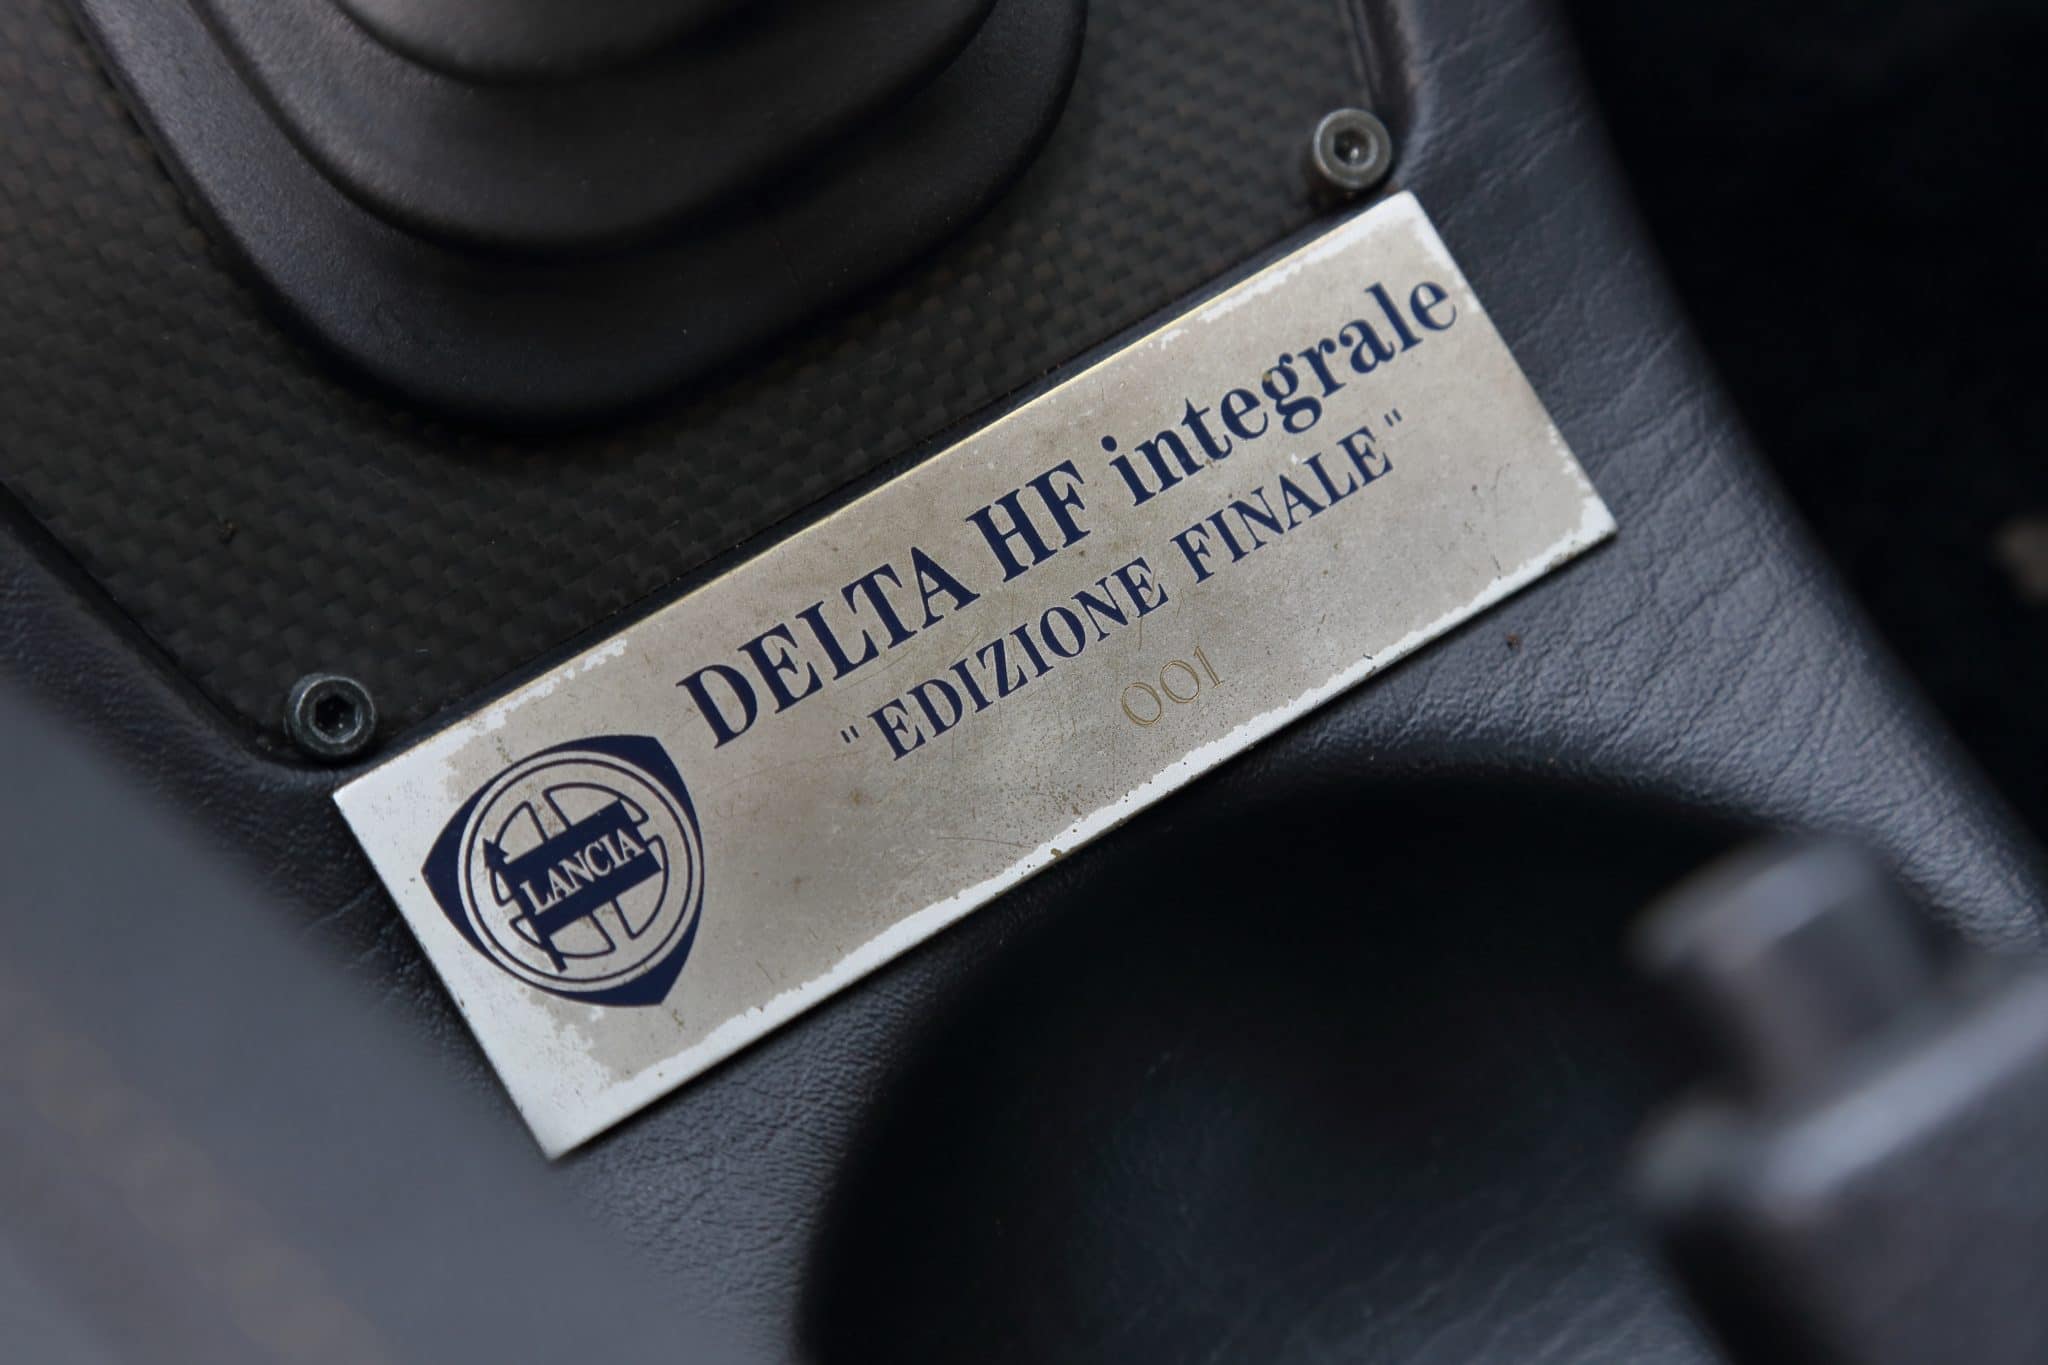 DELTA HF integrale
"EDIZIONE FINALE"
001
LANCIA